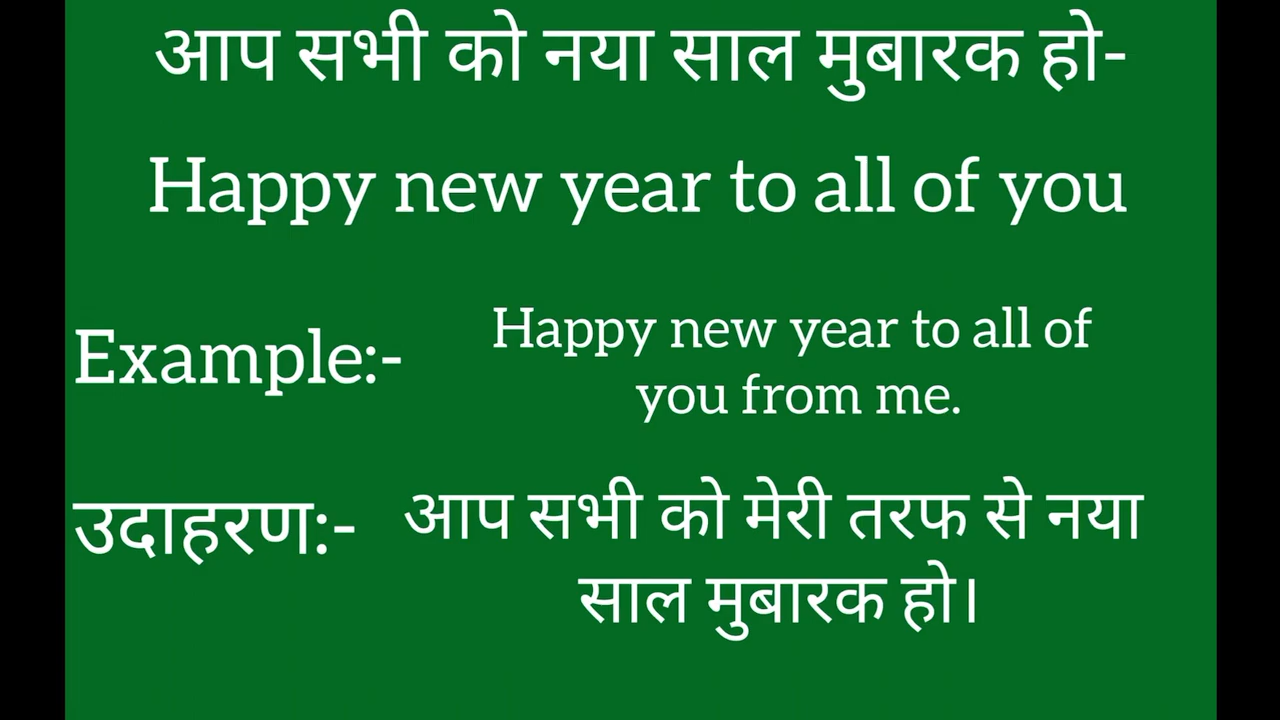 आप सभी को नया साल मुबारक हो-
Happy new year to all of you
Example:- Happy new year to all of
you from me.
उदाहरण:- आप सभी को मेरी तरफ से नया
साल मुबारक हो।